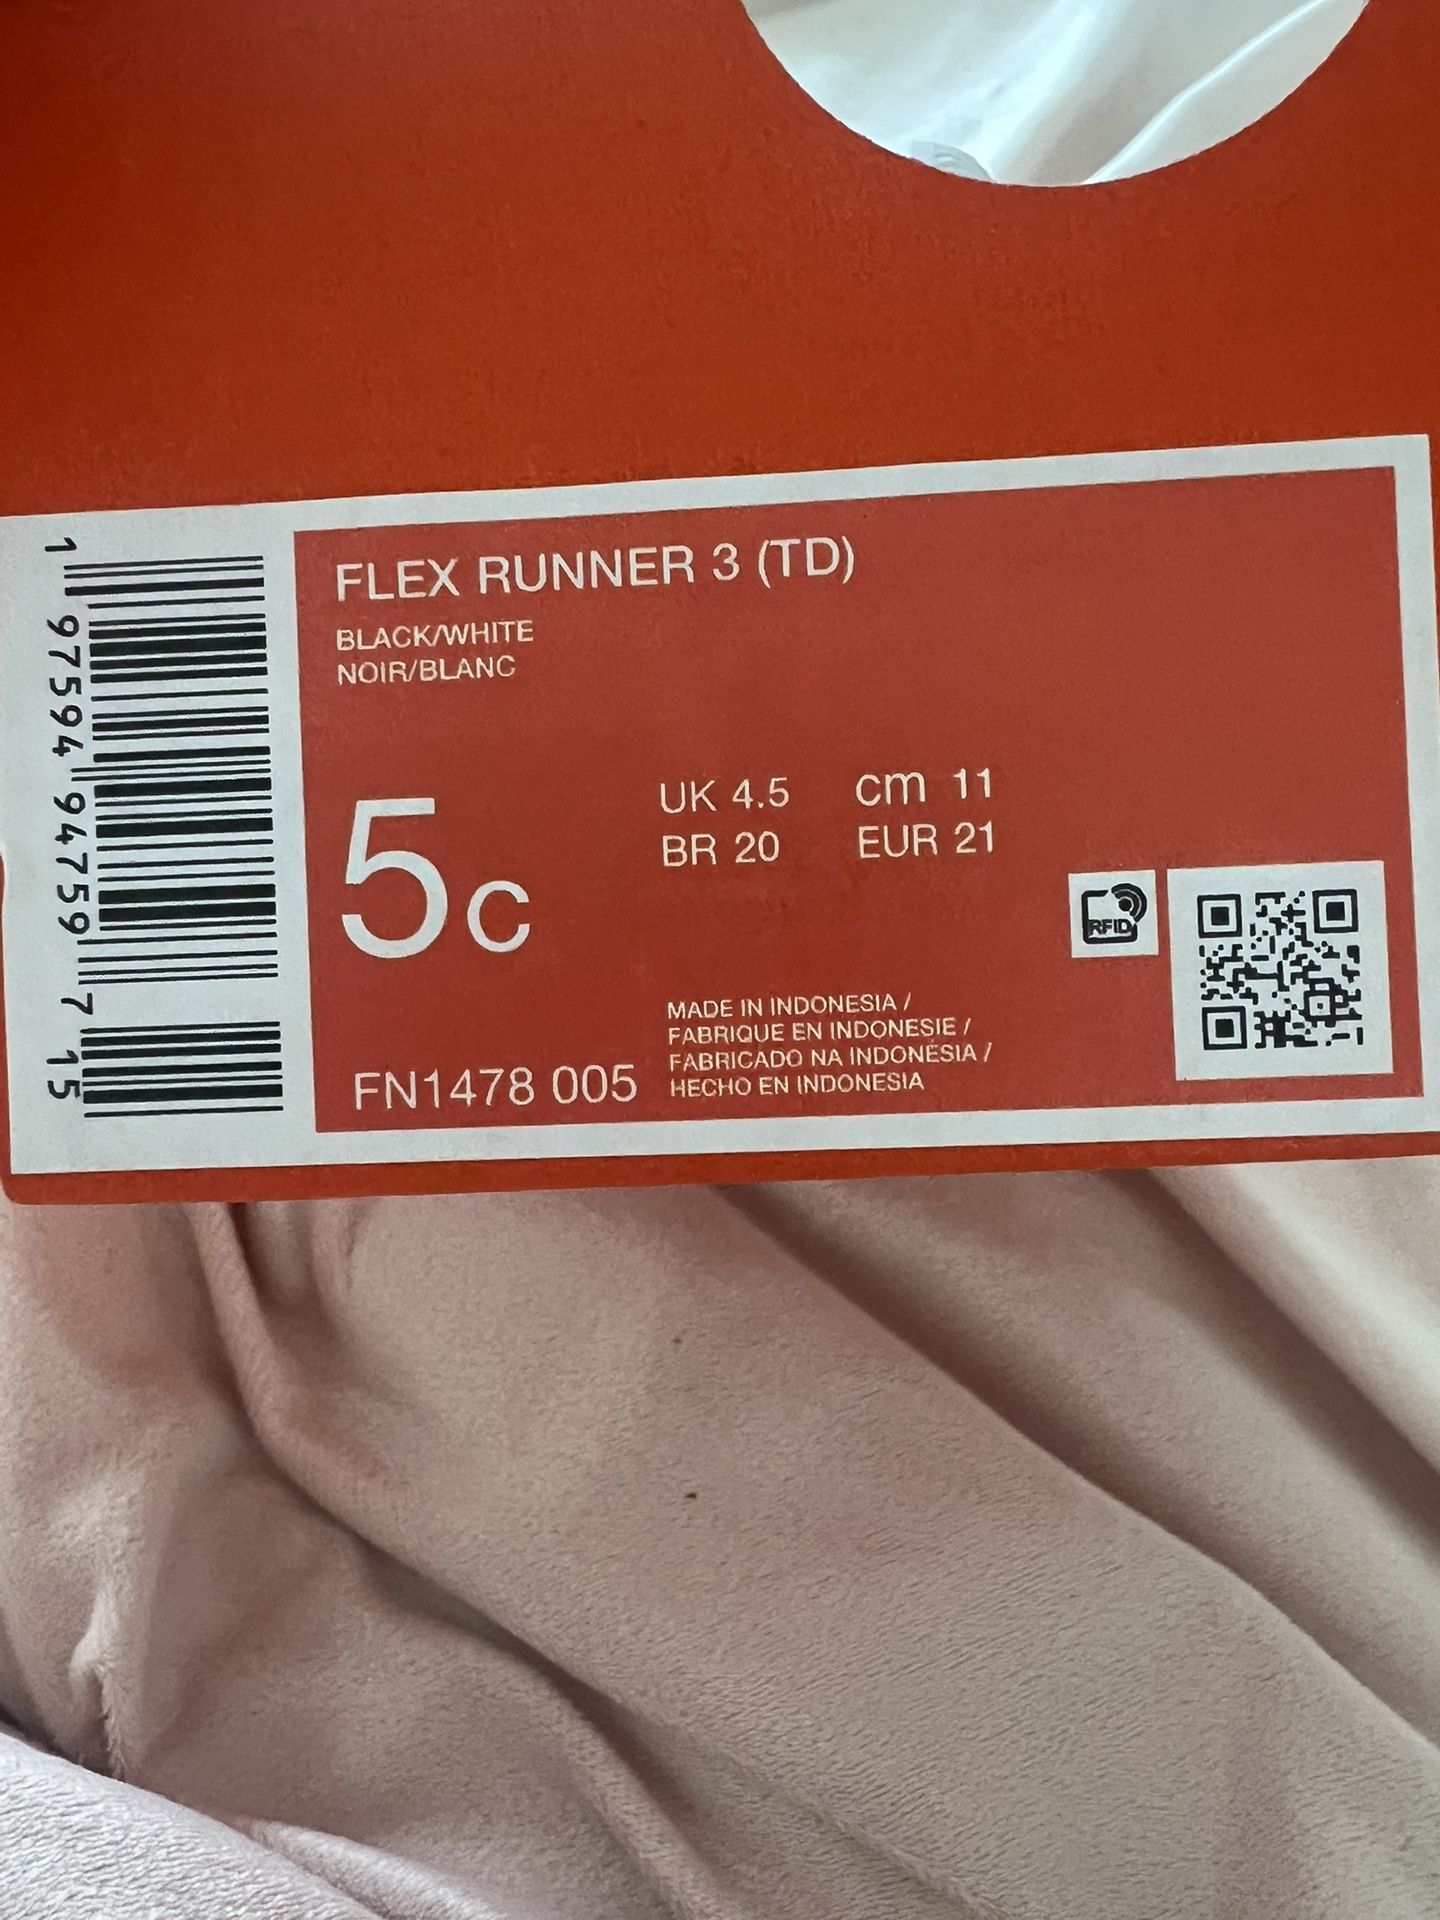 FLEX RUNNER 3 (TD)
BLACK/WHITE
NOIR/BLANC
5c
UK 4.5 cm 11
BR 20 EUR 21
RFID
MADE IN INDONESIA /
FABRIQUE EN INDONESIE /
FABRICADO NA INDONÉSIA /
HECHO EN INDONESIA
FN1478 005
1 97594 94759 7 15